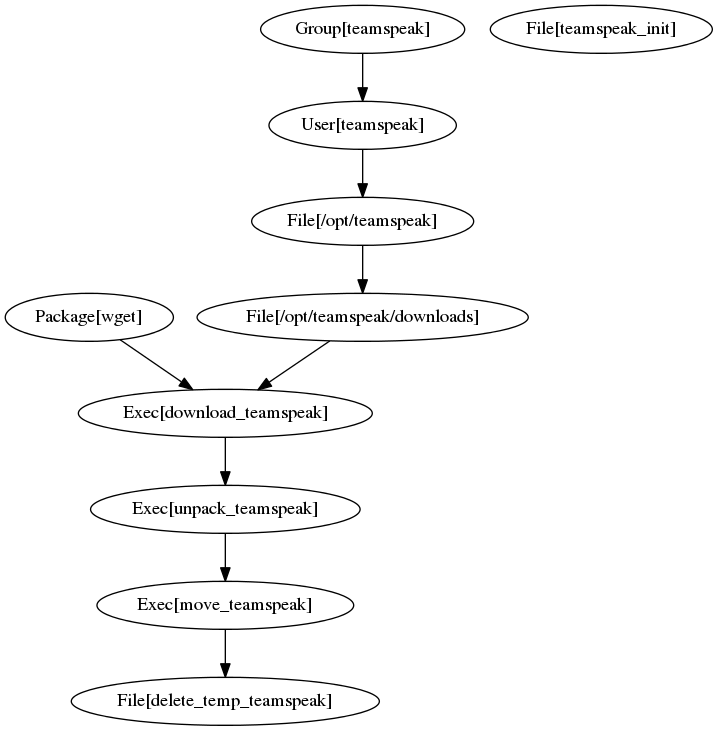 Group[teamspeak]
File[teamspeak_init]
User[teamspeak]
File[/opt/teamspeak]
Package[wget]
File[/opt/teamspeak/downloads]
Exec[download_teamspeak]
Exec[unpack_teamspeak]
Exec[move_teamspeak]
File[delete_temp_teamspeak]